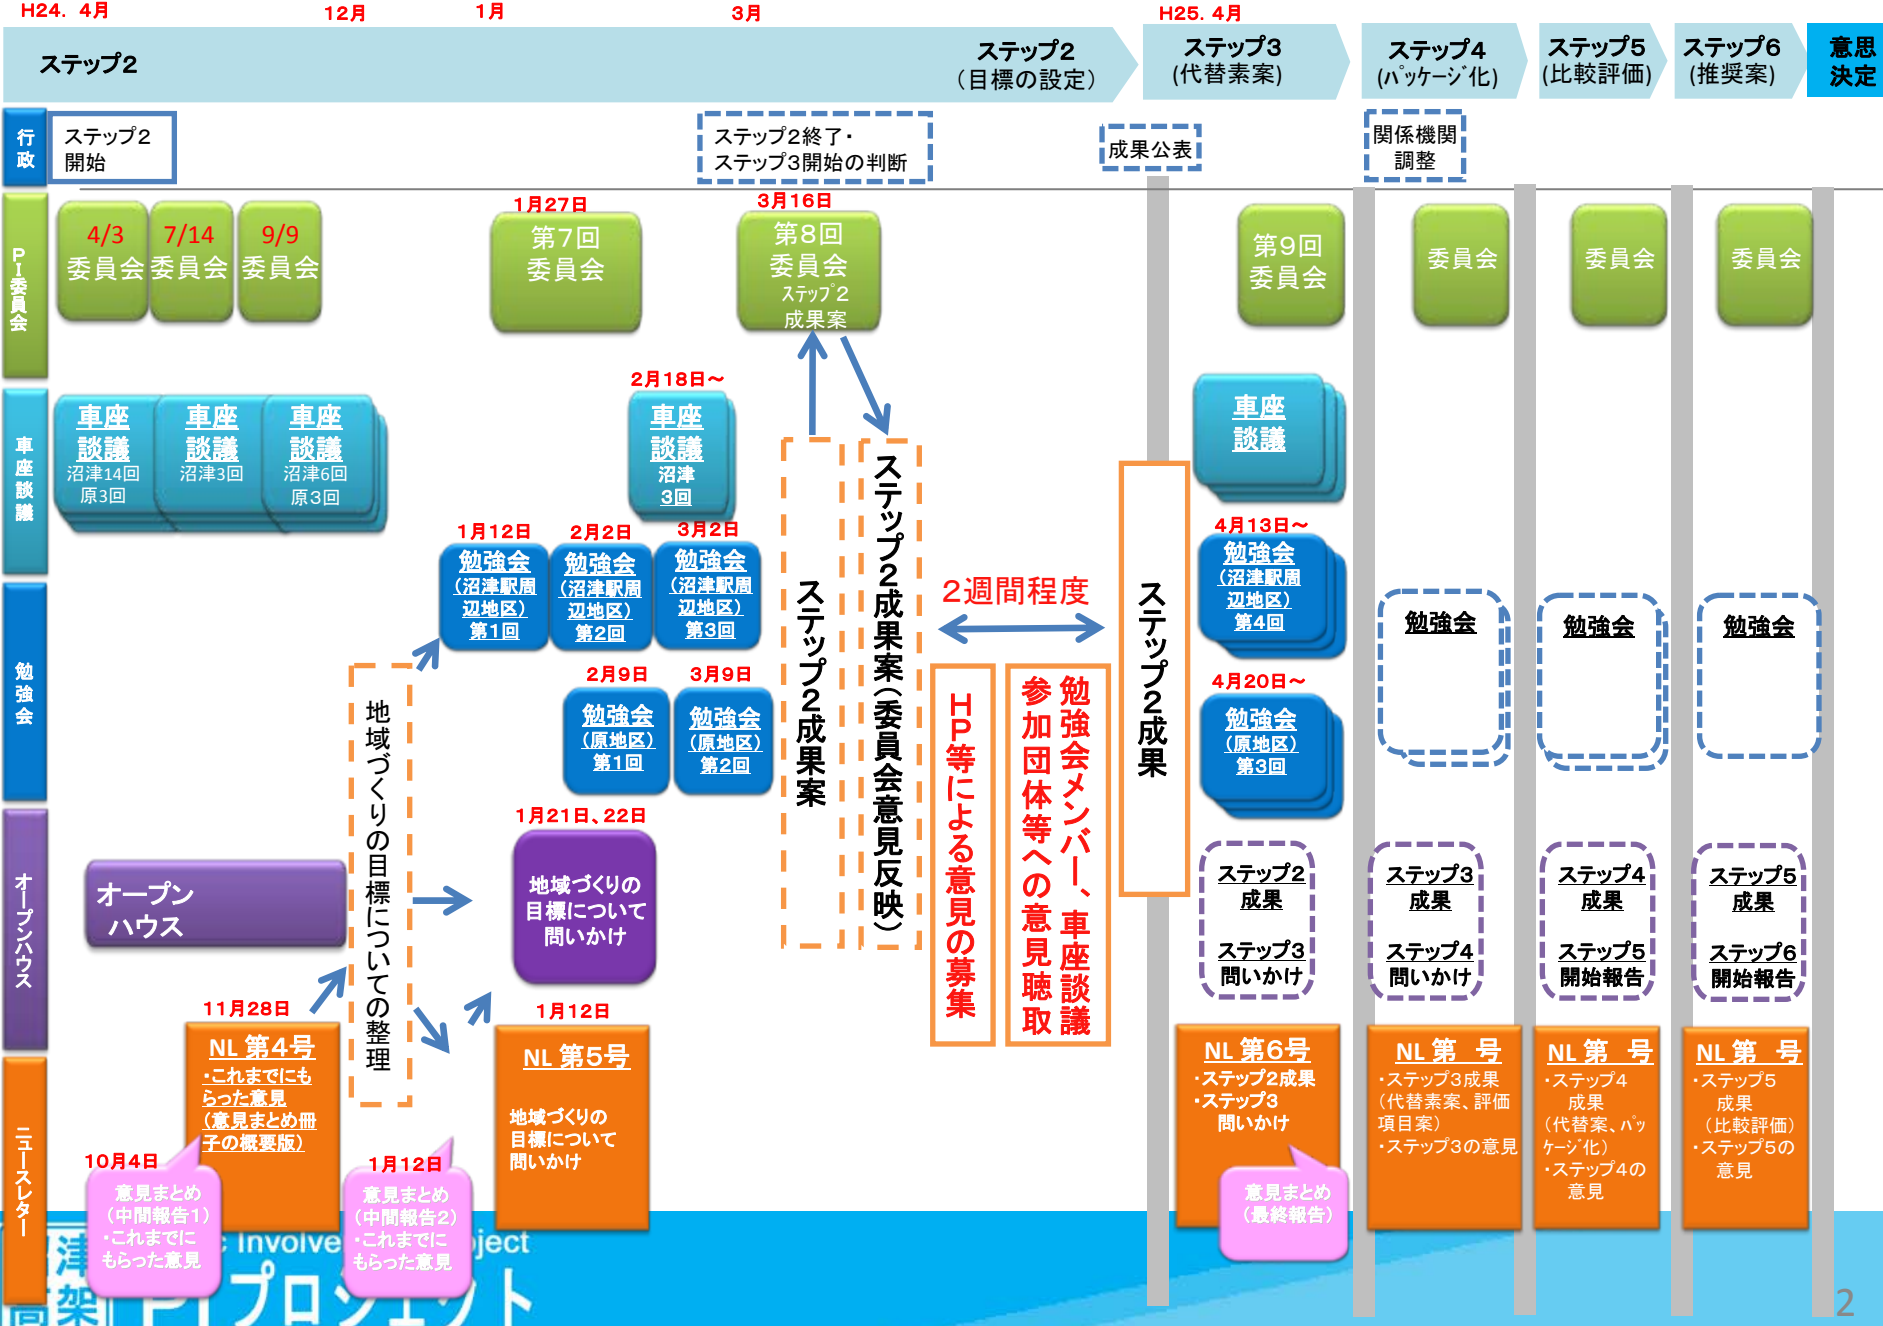 H24. 4月
12月
1月
3月
H25. 4月
ステップ2
ステップ2
（目標の設定）
ステップ3
(代替素案)
ステップ4
(パッケージ化)
ステップ5
(比較評価)
ステップ6
(推奨案)
意思
決定
行政
ステップ2
開始
ステップ2終了・
ステップ3開始の判断
成果公表
関係機関
調整
PI委員会
4/3
委員会
7/14
委員会
9/9
委員会
1月27日
第7回
委員会
3月16日
第8回
委員会
ステップ2
成果案
第9回
委員会
委員会
委員会
委員会
車座談議
車座
談議
沼津14回
原3回
車座
談議
沼津3回
車座
談議
沼津6回
原3回
2月18日～
車座
談議
沼津
3回
車座
談議
勉強会
1月12日
勉強会
（沼津駅周
辺地区）
第1回
2月2日
勉強会
（沼津駅周
辺地区）
第2回
3月2日
勉強会
（沼津駅周
辺地区）
第3回
2月9日
勉強会
（原地区）
第1回
3月9日
勉強会
（原地区）
第2回
4月13日～
勉強会
（沼津駅周
辺地区）
第4回
4月20日～
勉強会
（原地区）
第3回
勉強会
勉強会
勉強会
地域づくりの目標についての整理
ステップ2成果案
ステップ2成果案（委員会意見反映）
2週間程度
HP等による意見の募集
勉強会メンバー、車座談議
参加団体等への意見聴取
ステップ2成果
オープンハウス
オープン
ハウス
1月21日、22日
地域づくりの
目標について
問いかけ
ステップ2
成果
ステップ3
問いかけ
ステップ3
成果
ステップ4
問いかけ
ステップ4
成果
ステップ5
開始報告
ステップ5
成果
ステップ6
開始報告
ニュースレター
11月28日
NL 第4号
・これまでにも
らった意見
（意見まとめ冊
子の概要版）
1月12日
NL 第5号
地域づくりの
目標について
問いかけ
NL 第6号
・ステップ2成果
・ステップ3
問いかけ
NL 第　号
・ステップ3成果
（代替素案、評価
項目案）
・ステップ3の意見
NL 第　号
・ステップ4
成果
（代替案、パッ
ケージ化）
・ステップ4の
意見
NL 第　号
・ステップ5
成果
（比較評価）
・ステップ5の
意見
10月4日
意見まとめ
（中間報告1）
・これまでに
もらった意見
1月12日
意見まとめ
（中間報告2）
・これまでに
もらった意見
意見まとめ
（最終報告）
津
高架
c Involve
ject
PIプロジェクト
2